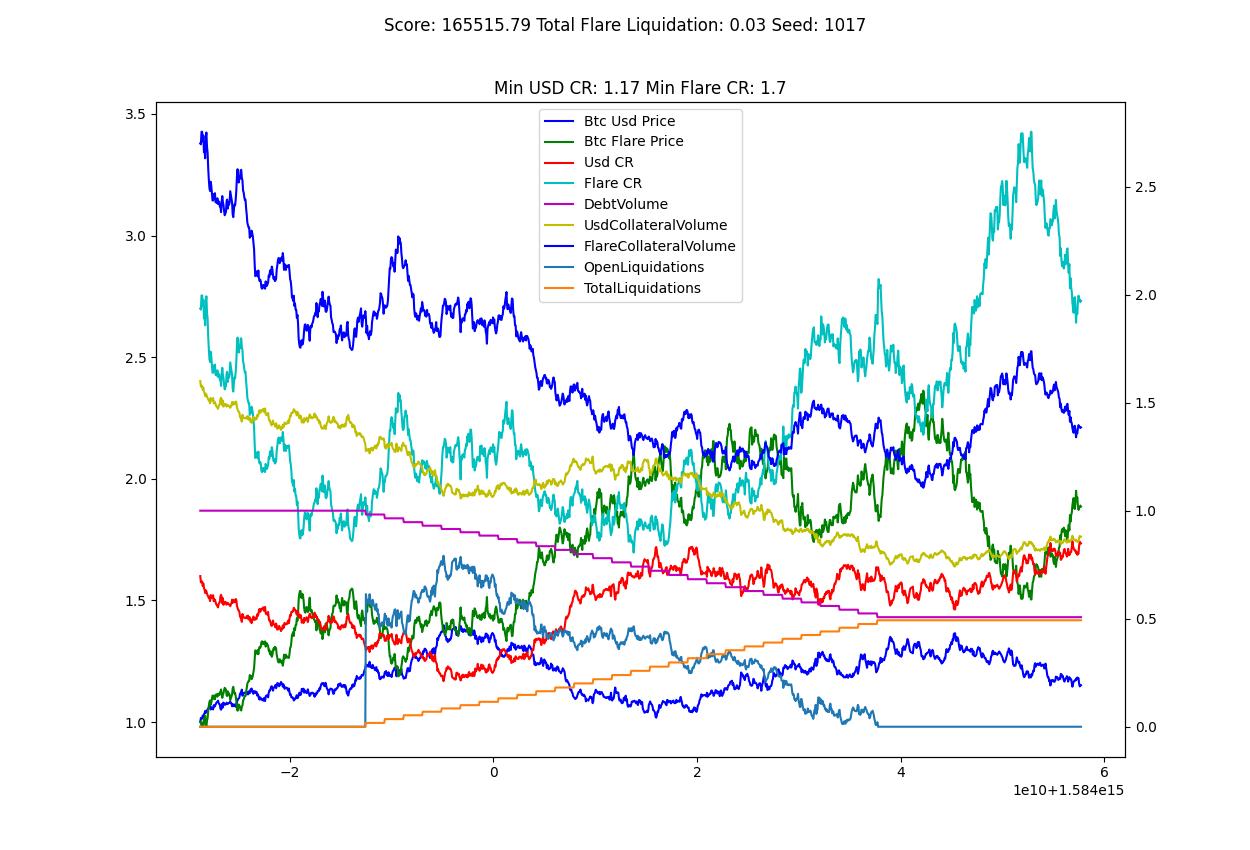 Score: 165515.79 Total Flare Liquidation: 0.03 Seed: 1017
Min USD CR: 1.17 Min Flare CR: 1.7
3.5
3.0
2.5
2.0
1.5
1.0
Btc Usd Price
Btc Flare Price
Usd CR
Flare CR
DebtVolume
UsdCollateralVolume
FlareCollateralVolume
OpenLiquidations
TotalLiquidations
2.5
2.0
1.5
1.0
0.5
0.0
−2 0 2 4 6
1e10+1.584e15